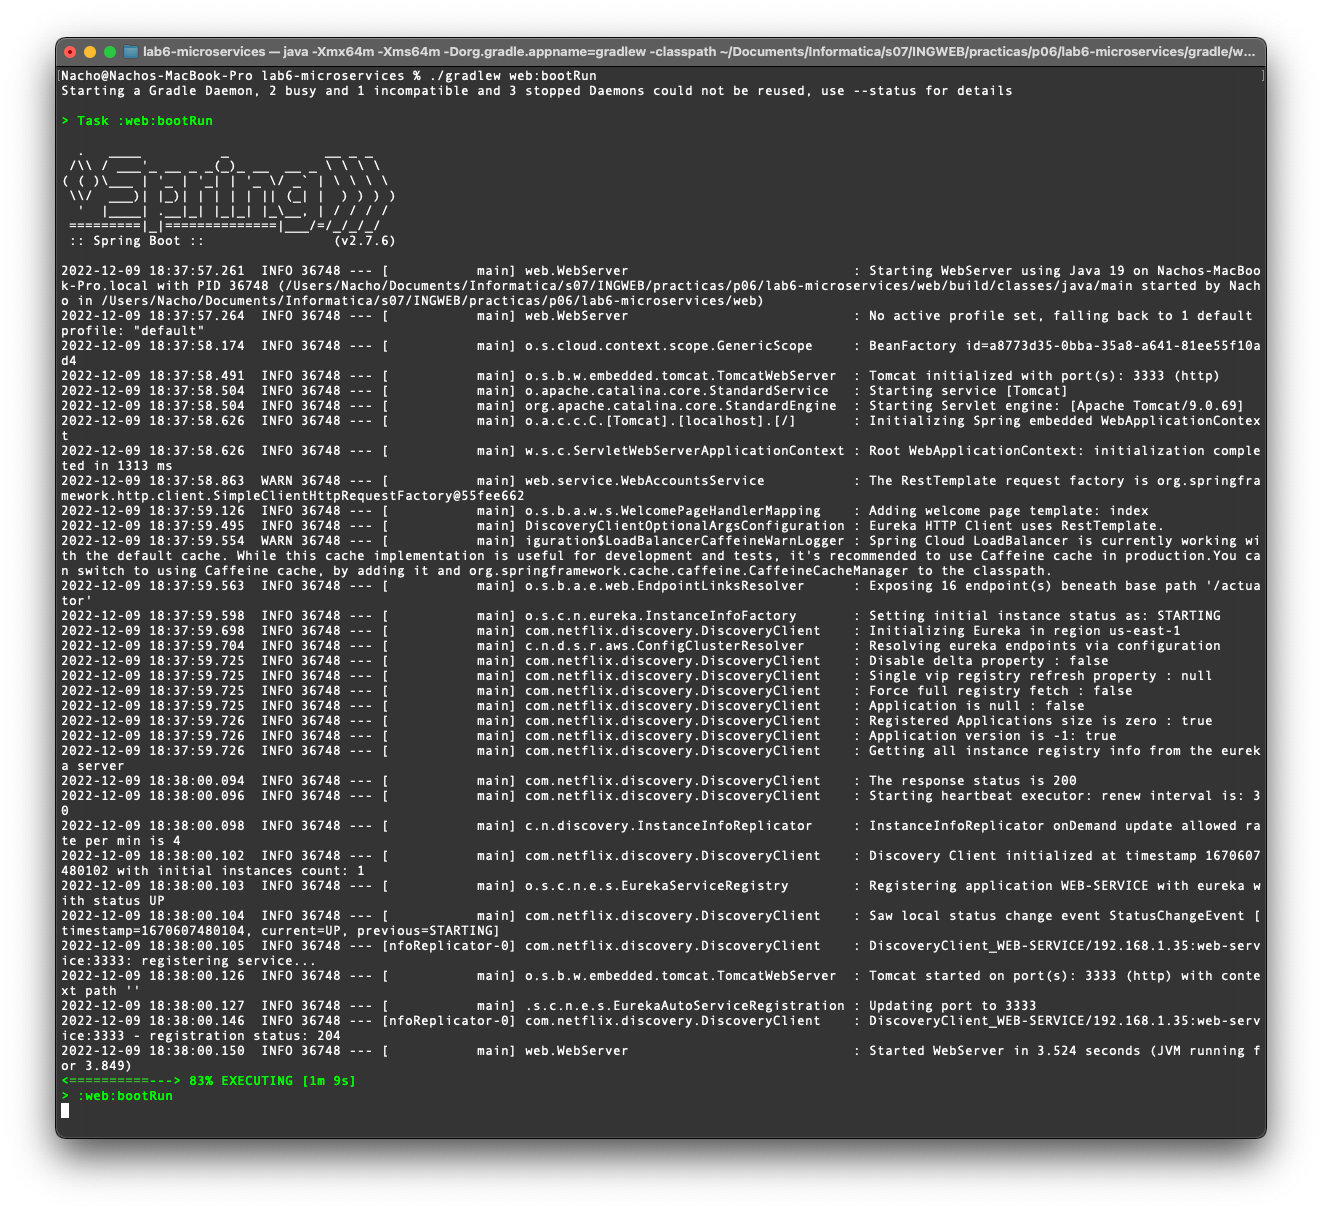 lab6-microservices — java -Xmx64m -Xms64m -Dorg.gradle.appname=gradlew -classpath ~/Documents/Informatica/s07/INGWEB/practicas/p06/lab6-microservices/gradle/w...
[Nacho@Nachos-MacBook-Pro lab6-microservices % ./gradlew web:bootRun ]
Starting a Gradle Daemon, 2 busy and 1 incompatible and 3 stopped Daemons could not be reused, use --status for details
> Task :web:bootRun
  .   ____          _            __ _ _
 /\\ / ___'_ __ _ _(_)_ __  __ _ \ \ \ \
( ( )\___ | '_ | '_| | '_ \/ _` | \ \ \ \
 \\/  ___)| |_)| | | | | || (_| |  ) ) ) )
  '  |____| .__|_| |_|_| |_\__, | / / / /
 =========|_|==============|___/=/_/_/_/
 :: Spring Boot ::                (v2.7.6)
2022-12-09 18:37:57.261  INFO 36748 --- [           main] web.WebServer                            : Starting WebServer using Java 19 on Nachos-MacBoo
k-Pro.local with PID 36748 (/Users/Nacho/Documents/Informatica/s07/INGWEB/practicas/p06/lab6-microservices/web/build/classes/java/main started by Nach
o in /Users/Nacho/Documents/Informatica/s07/INGWEB/practicas/p06/lab6-microservices/web)
2022-12-09 18:37:57.264  INFO 36748 --- [           main] web.WebServer                            : No active profile set, falling back to 1 default
profile: "default"
2022-12-09 18:37:58.174  INFO 36748 --- [           main] o.s.cloud.context.scope.GenericScope     : BeanFactory id=a8773d35-0bba-35a8-a641-81ee55f10a
d4
2022-12-09 18:37:58.491  INFO 36748 --- [           main] o.s.b.w.embedded.tomcat.TomcatWebServer  : Tomcat initialized with port(s): 3333 (http)
2022-12-09 18:37:58.504  INFO 36748 --- [           main] o.apache.catalina.core.StandardService   : Starting service [Tomcat]
2022-12-09 18:37:58.504  INFO 36748 --- [           main] org.apache.catalina.core.StandardEngine  : Starting Servlet engine: [Apache Tomcat/9.0.69]
2022-12-09 18:37:58.626  INFO 36748 --- [           main] o.a.c.c.C.[Tomcat].[localhost].[/]       : Initializing Spring embedded WebApplicationContex
t
2022-12-09 18:37:58.626  INFO 36748 --- [           main] w.s.c.ServletWebServerApplicationContext : Root WebApplicationContext: initialization comple
ted in 1313 ms
2022-12-09 18:37:58.863  WARN 36748 --- [           main] web.service.WebAccountsService           : The RestTemplate request factory is org.springfra
mework.http.client.SimpleClientHttpRequestFactory@55fee662
2022-12-09 18:37:59.126  INFO 36748 --- [           main] o.s.b.a.w.s.WelcomePageHandlerMapping    : Adding welcome page template: index
2022-12-09 18:37:59.495  INFO 36748 --- [           main] DiscoveryClientOptionalArgsConfiguration : Eureka HTTP Client uses RestTemplate.
2022-12-09 18:37:59.554  WARN 36748 --- [           main] iguration$LoadBalancerCaffeineWarnLogger : Spring Cloud LoadBalancer is currently working wi
th the default cache. While this cache implementation is useful for development and tests, it's recommended to use Caffeine cache in production.You ca
n switch to using Caffeine cache, by adding it and org.springframework.cache.caffeine.CaffeineCacheManager to the classpath.
2022-12-09 18:37:59.563  INFO 36748 --- [           main] o.s.b.a.e.web.EndpointLinksResolver      : Exposing 16 endpoint(s) beneath base path '/actua
tor'
2022-12-09 18:37:59.598  INFO 36748 --- [           main] o.s.c.n.eureka.InstanceInfoFactory       : Setting initial instance status as: STARTING
2022-12-09 18:37:59.698  INFO 36748 --- [           main] com.netflix.discovery.DiscoveryClient    : Initializing Eureka in region us-east-1
2022-12-09 18:37:59.704  INFO 36748 --- [           main] c.n.d.s.r.aws.ConfigClusterResolver      : Resolving eureka endpoints via configuration
2022-12-09 18:37:59.725  INFO 36748 --- [           main] com.netflix.discovery.DiscoveryClient    : Disable delta property : false
2022-12-09 18:37:59.725  INFO 36748 --- [           main] com.netflix.discovery.DiscoveryClient    : Single vip registry refresh property : null
2022-12-09 18:37:59.725  INFO 36748 --- [           main] com.netflix.discovery.DiscoveryClient    : Force full registry fetch : false
2022-12-09 18:37:59.725  INFO 36748 --- [           main] com.netflix.discovery.DiscoveryClient    : Application is null : false
2022-12-09 18:37:59.726  INFO 36748 --- [           main] com.netflix.discovery.DiscoveryClient    : Registered Applications size is zero : true
2022-12-09 18:37:59.726  INFO 36748 --- [           main] com.netflix.discovery.DiscoveryClient    : Application version is -1: true
2022-12-09 18:37:59.726  INFO 36748 --- [           main] com.netflix.discovery.DiscoveryClient    : Getting all instance registry info from the eurek
a server
2022-12-09 18:38:00.094  INFO 36748 --- [           main] com.netflix.discovery.DiscoveryClient    : The response status is 200
2022-12-09 18:38:00.096  INFO 36748 --- [           main] com.netflix.discovery.DiscoveryClient    : Starting heartbeat executor: renew interval is: 3
0
2022-12-09 18:38:00.098  INFO 36748 --- [           main] c.n.discovery.InstanceInfoReplicator     : InstanceInfoReplicator onDemand update allowed ra
te per min is 4
2022-12-09 18:38:00.102  INFO 36748 --- [           main] com.netflix.discovery.DiscoveryClient    : Discovery Client initialized at timestamp 1670607
480102 with initial instances count: 1
2022-12-09 18:38:00.103  INFO 36748 --- [           main] o.s.c.n.e.s.EurekaServiceRegistry        : Registering application WEB-SERVICE with eureka w
ith status UP
2022-12-09 18:38:00.104  INFO 36748 --- [           main] com.netflix.discovery.DiscoveryClient    : Saw local status change event StatusChangeEvent [
timestamp=1670607480104, current=UP, previous=STARTING]
2022-12-09 18:38:00.105  INFO 36748 --- [nfoReplicator-0] com.netflix.discovery.DiscoveryClient    : DiscoveryClient_WEB-SERVICE/192.168.1.35:web-serv
ice:3333: registering service...
2022-12-09 18:38:00.126  INFO 36748 --- [           main] o.s.b.w.embedded.tomcat.TomcatWebServer  : Tomcat started on port(s): 3333 (http) with conte
xt path ''
2022-12-09 18:38:00.127  INFO 36748 --- [           main] .s.c.n.e.s.EurekaAutoServiceRegistration : Updating port to 3333
2022-12-09 18:38:00.146  INFO 36748 --- [nfoReplicator-0] com.netflix.discovery.DiscoveryClient    : DiscoveryClient_WEB-SERVICE/192.168.1.35:web-serv
ice:3333 - registration status: 204
2022-12-09 18:38:00.150  INFO 36748 --- [           main] web.WebServer                            : Started WebServer in 3.524 seconds (JVM running f
or 3.849)
<==========---> 83% EXECUTING [1m 9s]
> :web:bootRun